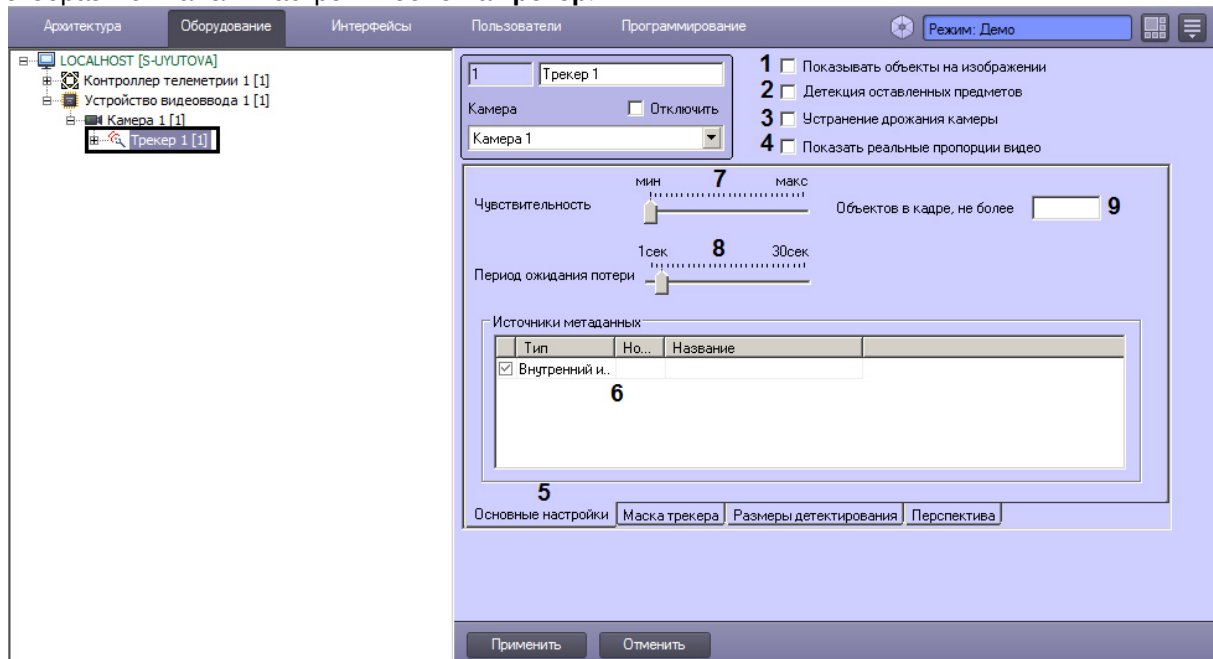 Архитектура Оборудование Интерфейсы Пользователи Программирование Режим: Демо
LOCALHOST [S-UYUTOVA]
Контроллер телеметрии 1 [1]
Устройство видеоввода 1 [1]
Камера 1 [1]
Трекер 1 [1]
1 Трекер 1
Камера Отключить
Камера 1
1 Показывать объекты на изображении
2 Детекция оставленных предметов
3 Устранение дрожания камеры
4 Показать реальные пропорции видео
мин 7 макс
Чувствительность
Объектов в кадре, не более 9
1сек 8 30сек
Период ожидания потери
Источники метаданных
Тип Но... Название
Внутренний и..
6
5
Основные настройки Маска трекера Размеры детектирования Перспектива
Применить Отменить